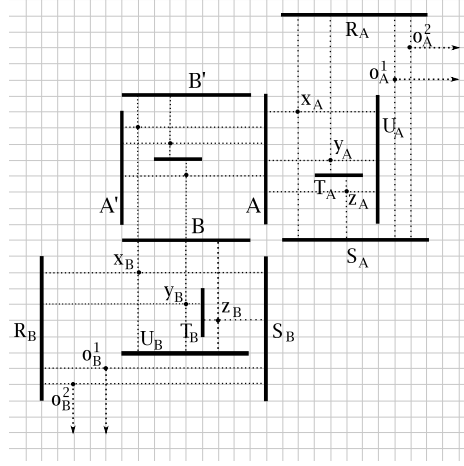 R_A
o_A^2
o_A^1
B'
x_A
U_A
y_A
T_A
z_A
A'
A
B
S_A
x_B
y_B
z_B
R_B
T_B
S_B
U_B
o_B^1
o_B^2